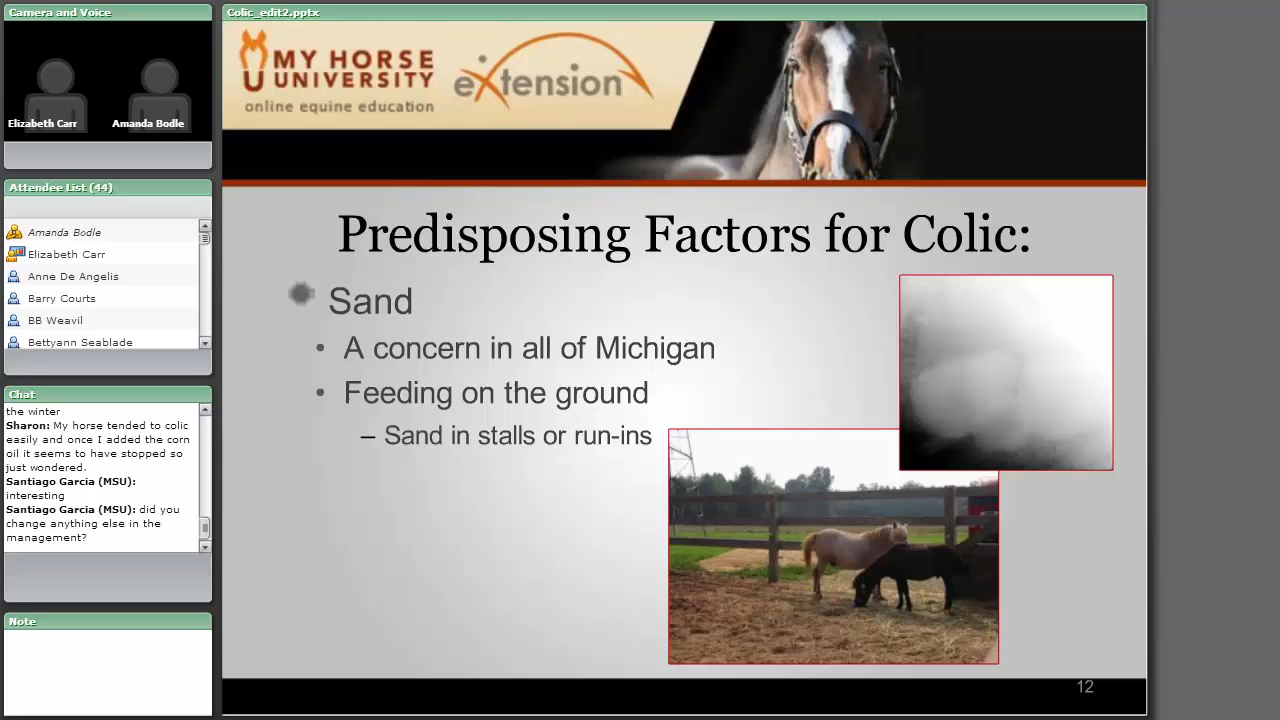 Camera and Voice
Elizabeth Carr
Amanda Bodle
Attendee List (44)
Amanda Bodle
Elizabeth Carr
Anne De Angelis
Barry Courts
BB Weavil
Bettyann Seablade
Chat
the winter
Sharon: My horse tended to colic
easily and once I added the corn
oil it seems to have stopped so
just wondered.
Santiago Garcia (MSU):
interesting
Santiago Garcia (MSU): did you
change anything else in the
management?
Note
Colic_edit2.pptx
MY HORSE
UNIVERSITY
online equine education
eXtension
Predisposing Factors for Colic:
Sand
• A concern in all of Michigan
• Feeding on the ground
– Sand in stalls or run-ins
12